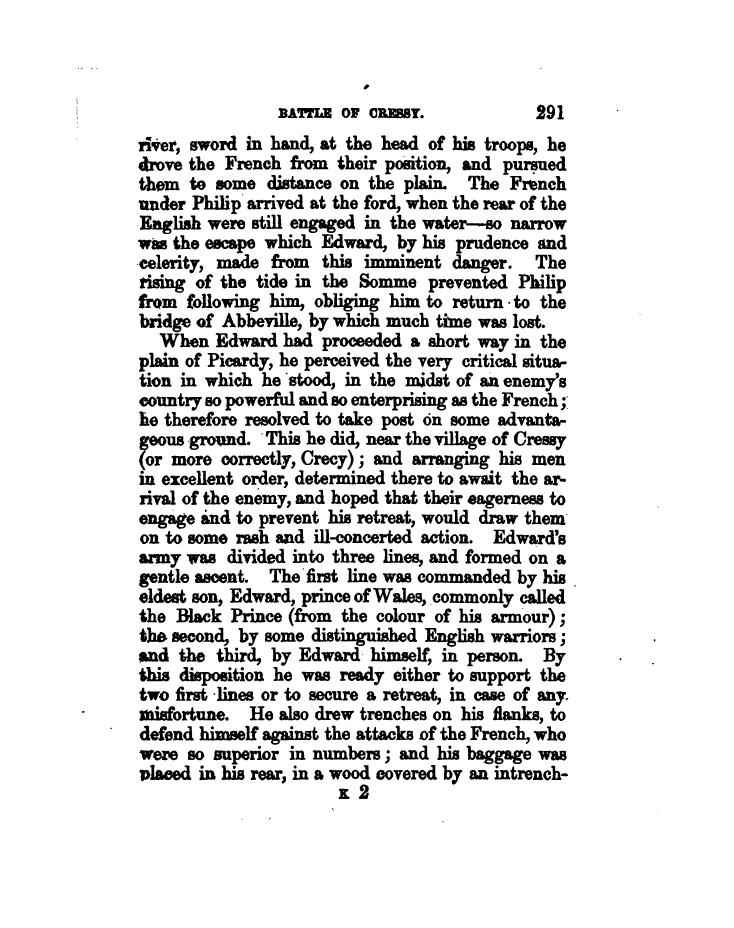 BATTLE OF CRESSY. 291
river, sword in hand, at the head of his troops, he
drove the French from their position, and pursued
them to some distance on the plain. The French
under Philip arrived at the ford, when the rear of the
English were still engaged in the water—so narrow
was the escape which Edward, by his prudence and
celerity, made from this imminent danger. The
rising of the tide in the Somme prevented Philip
from following him, obliging him to return to the
bridge of Abbeville, by which much time was lost.
When Edward had proceeded a short way in the
plain of Picardy, he perceived the very critical situa-
tion in which he stood, in the midst of an enemy's
country so powerful and so enterprising as the French;
he therefore resolved to take post on some advanta-
geous ground. This he did, near the village of Cressy
(or more correctly, Crecy); and arranging his men
in excellent order, determined there to await the ar-
rival of the enemy, and hoped that their eagerness to
engage and to prevent his retreat, would draw them
on to some rash and ill-concerted action. Edward's
army was divided into three lines, and formed on a
gentle ascent. The first line was commanded by his
eldest son, Edward, prince of Wales, commonly called
the Black Prince (from the colour of his armour);
the second, by some distinguished English warriors;
and the third, by Edward himself, in person. By
this disposition he was ready either to support the
two first lines or to secure a retreat, in case of any
misfortune. He also drew trenches on his flanks, to
defend himself against the attacks of the French, who
were so superior in numbers; and his baggage was
placed in his rear, in a wood covered by an intrench-
K 2